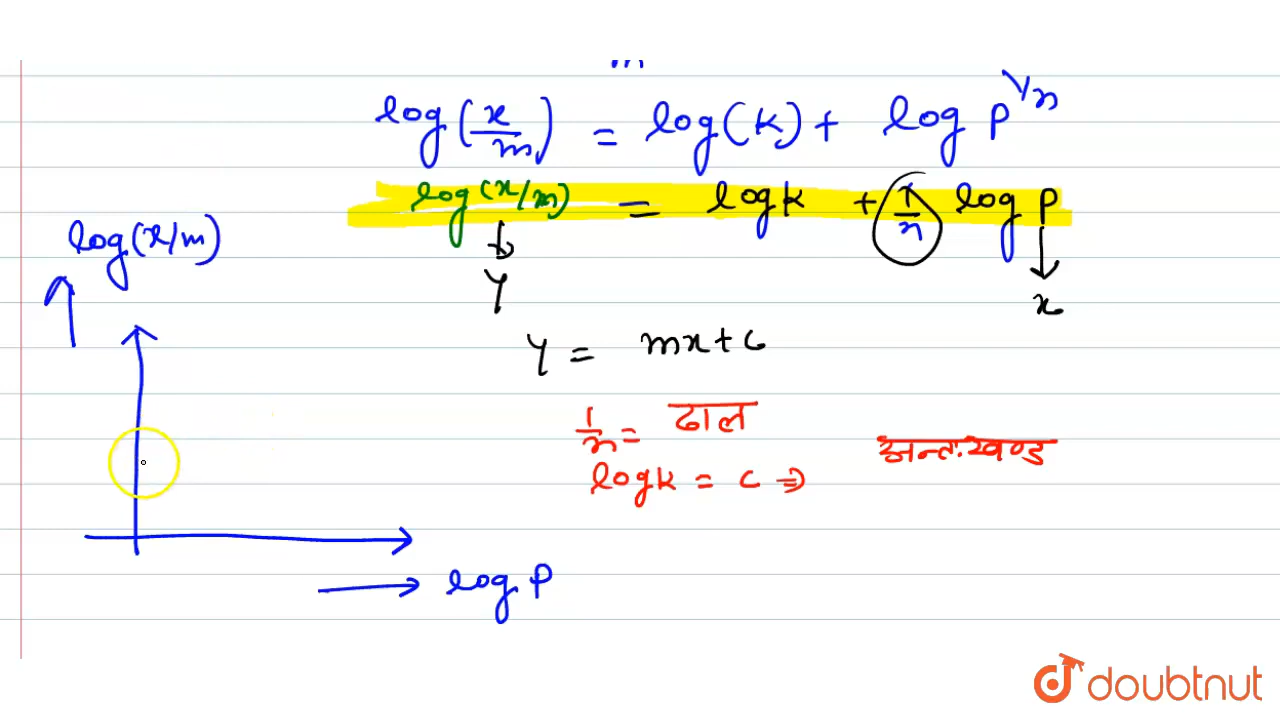 log(x/m) = log(k) + log P^1/n
log(x/m) = logk + 1/n log P
Y x
Y = mx+c
1/n = ढाल
logk = c ⇒ अन्तःखण्ड
log(x/m)
log P
doubtnut